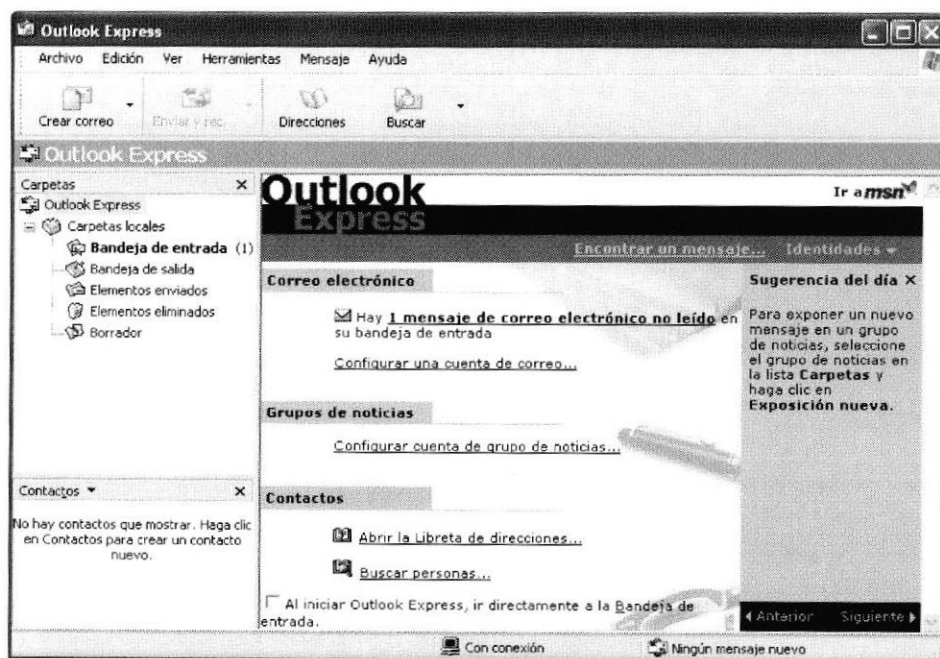 Outlook Express
Archivo Edición Ver Herramientas Mensaje Ayuda
Crear correo Enviar y rec... Direcciones Buscar
Outlook Express
Carpetas
Outlook Express
Carpetas locales
Bandeja de entrada (1)
Bandeja de salida
Elementos enviados
Elementos eliminados
Borrador
Contactos
No hay contactos que mostrar. Haga clic
en Contactos para crear un contacto
nuevo.
Outlook
Express
Ir a msn
Encontrar un mensaje... Identidades
Correo electrónico
Hay 1 mensaje de correo electrónico no leído en
su bandeja de entrada
Configurar una cuenta de correo...
Grupos de noticias
Configurar cuenta de grupo de noticias...
Contactos
Abrir la Libreta de direcciones...
Buscar personas...
Al iniciar Outlook Express, ir directamente a la Bandeja de
entrada.
Sugerencia del día
Para exponer un nuevo
mensaje en un grupo
de noticias, seleccione
el grupo de noticias en
la lista Carpetas y
haga clic en
Exposición nueva.
Anterior Siguiente
Con conexión Ningún mensaje nuevo